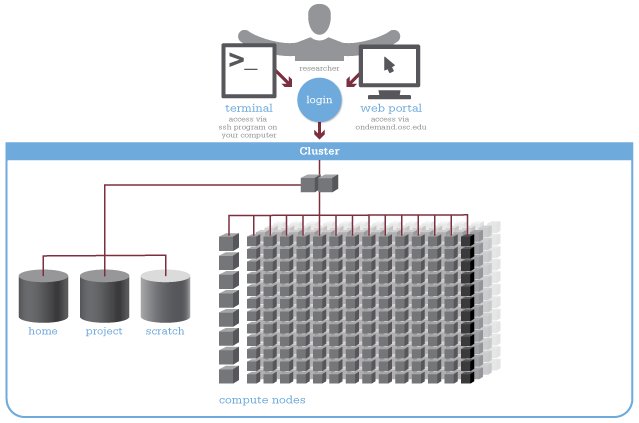 >_
researcher
login
terminal
access via
ssh program on
your computer
web portal
access via
ondemand.osc.edu
Cluster
home
project
scratch
compute nodes